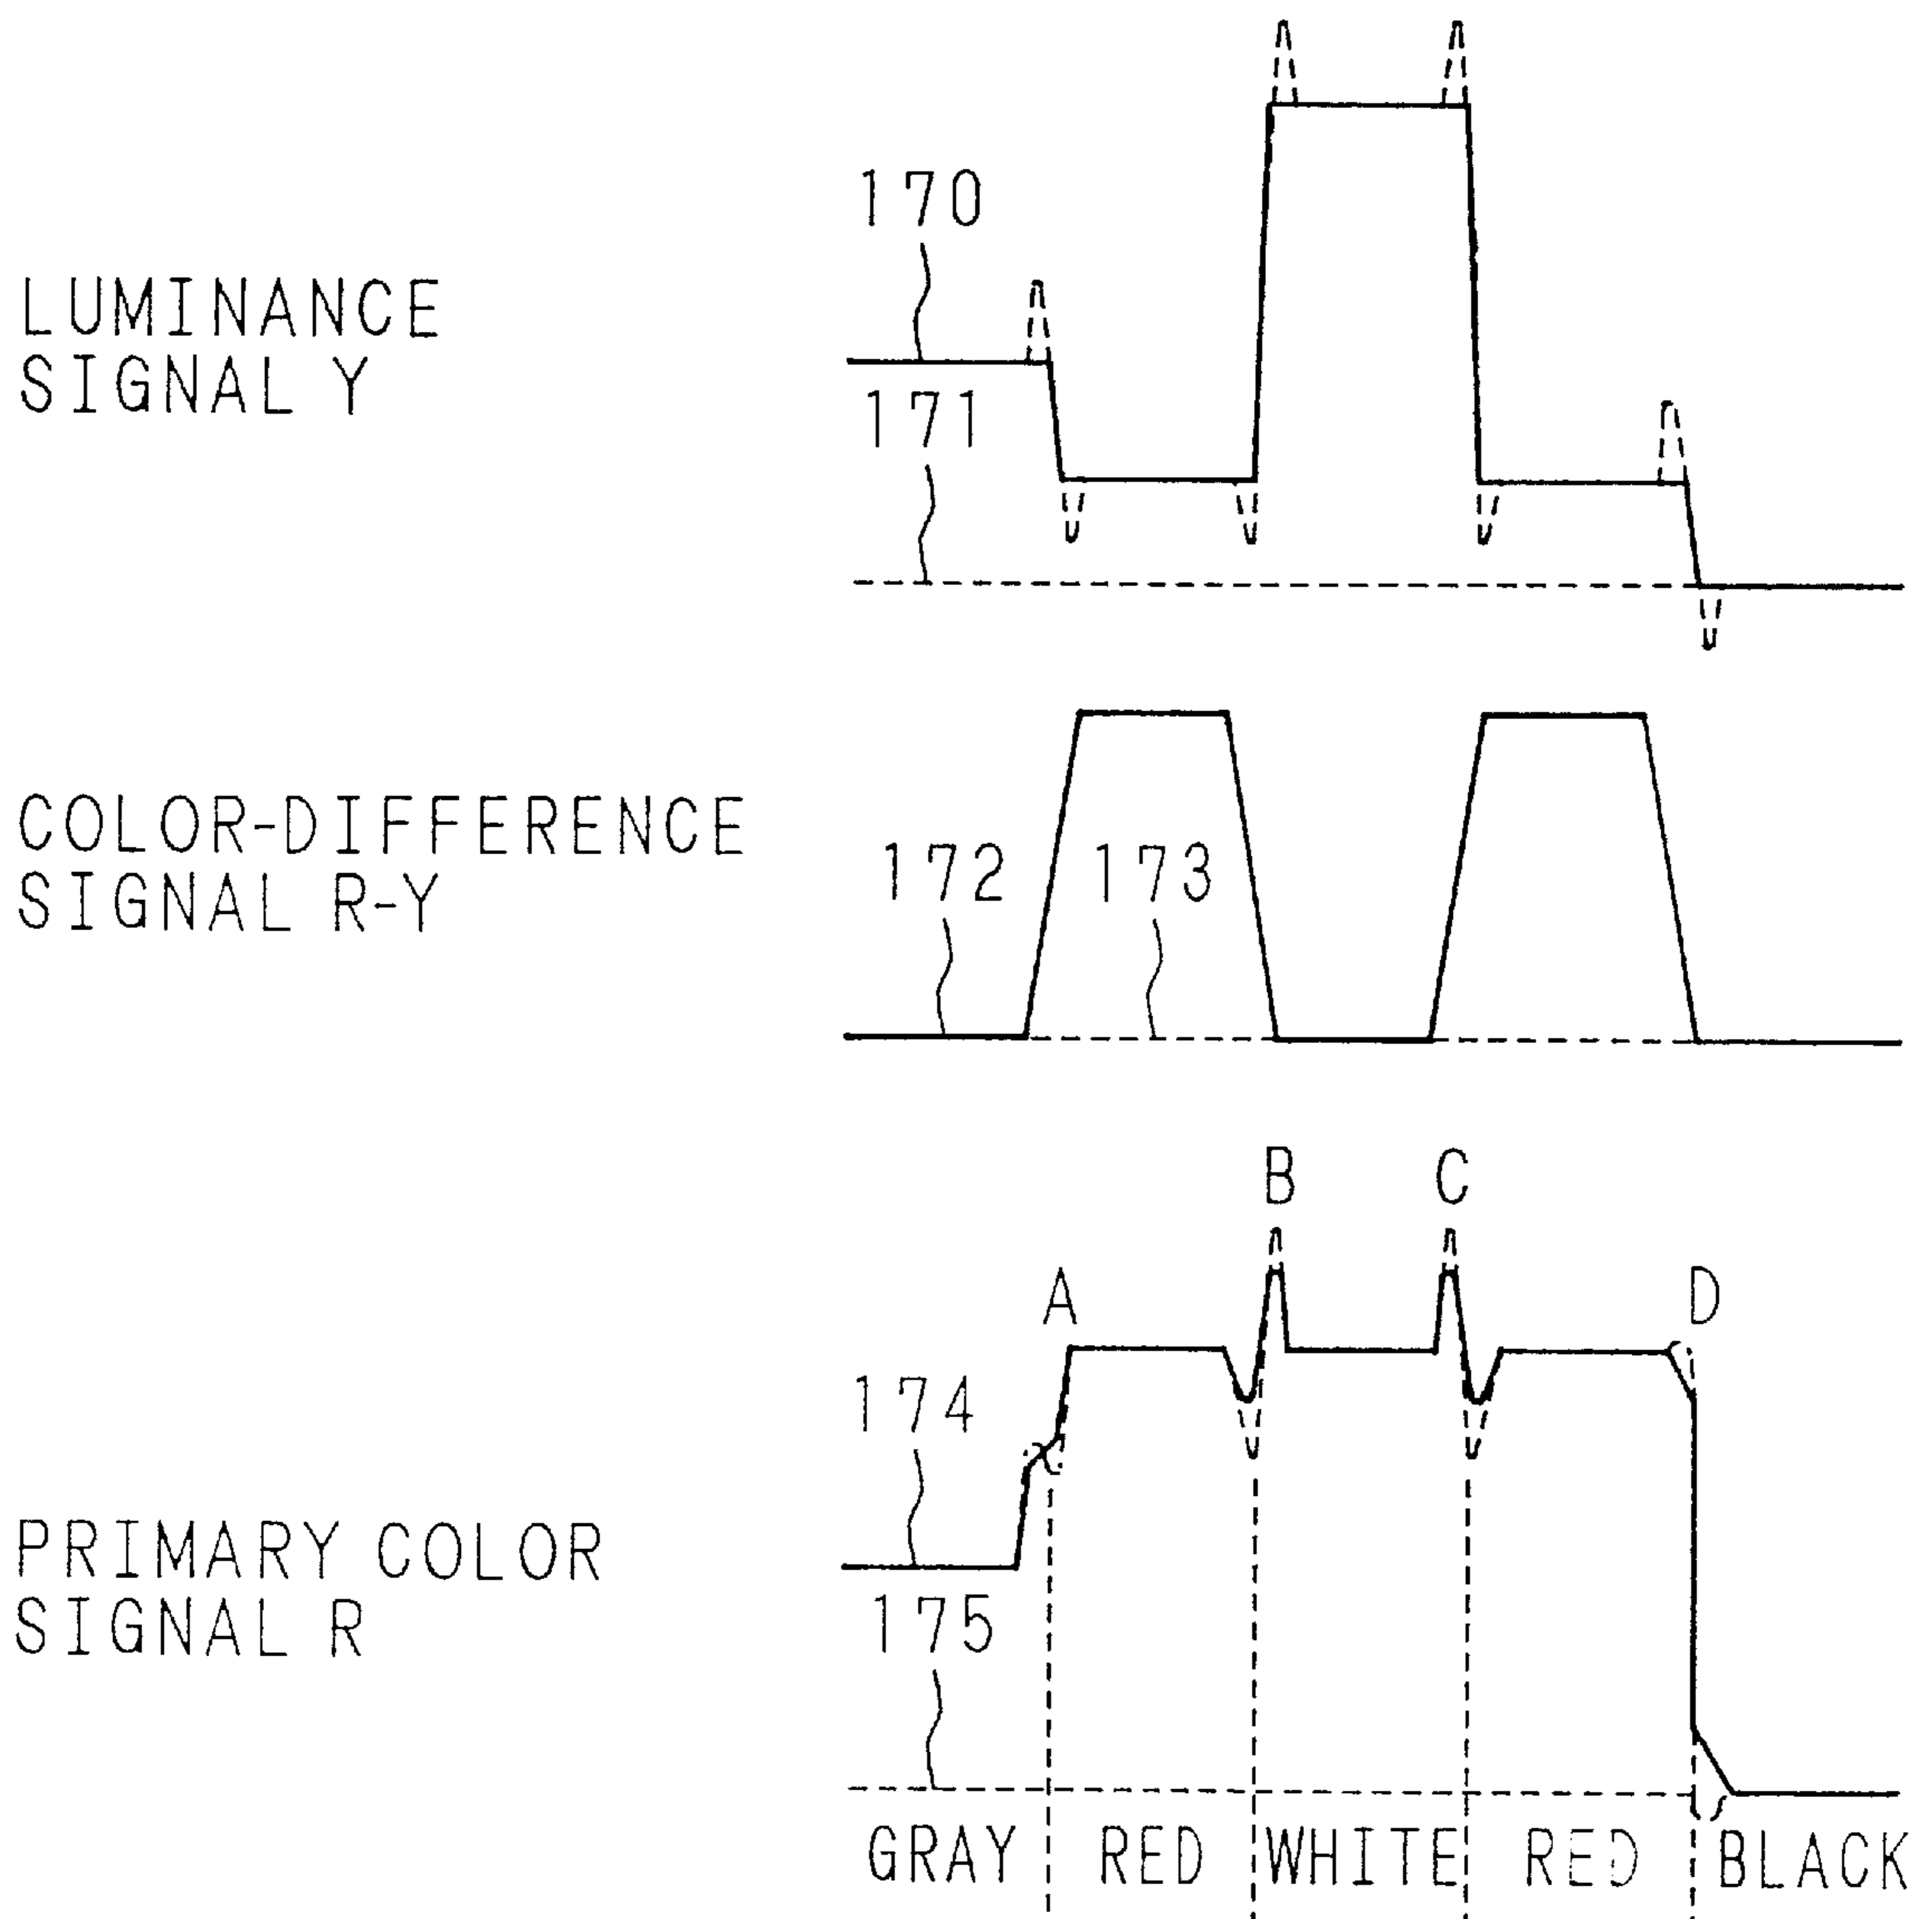 170
LUMINANCE
SIGNAL Y
171
COLOR-DIFFERENCE
SIGNAL R-Y
172
173
B
C
A
D
174
PRIMARY COLOR
SIGNAL R
175
GRAY
RED
WHITE
RED
BLACK